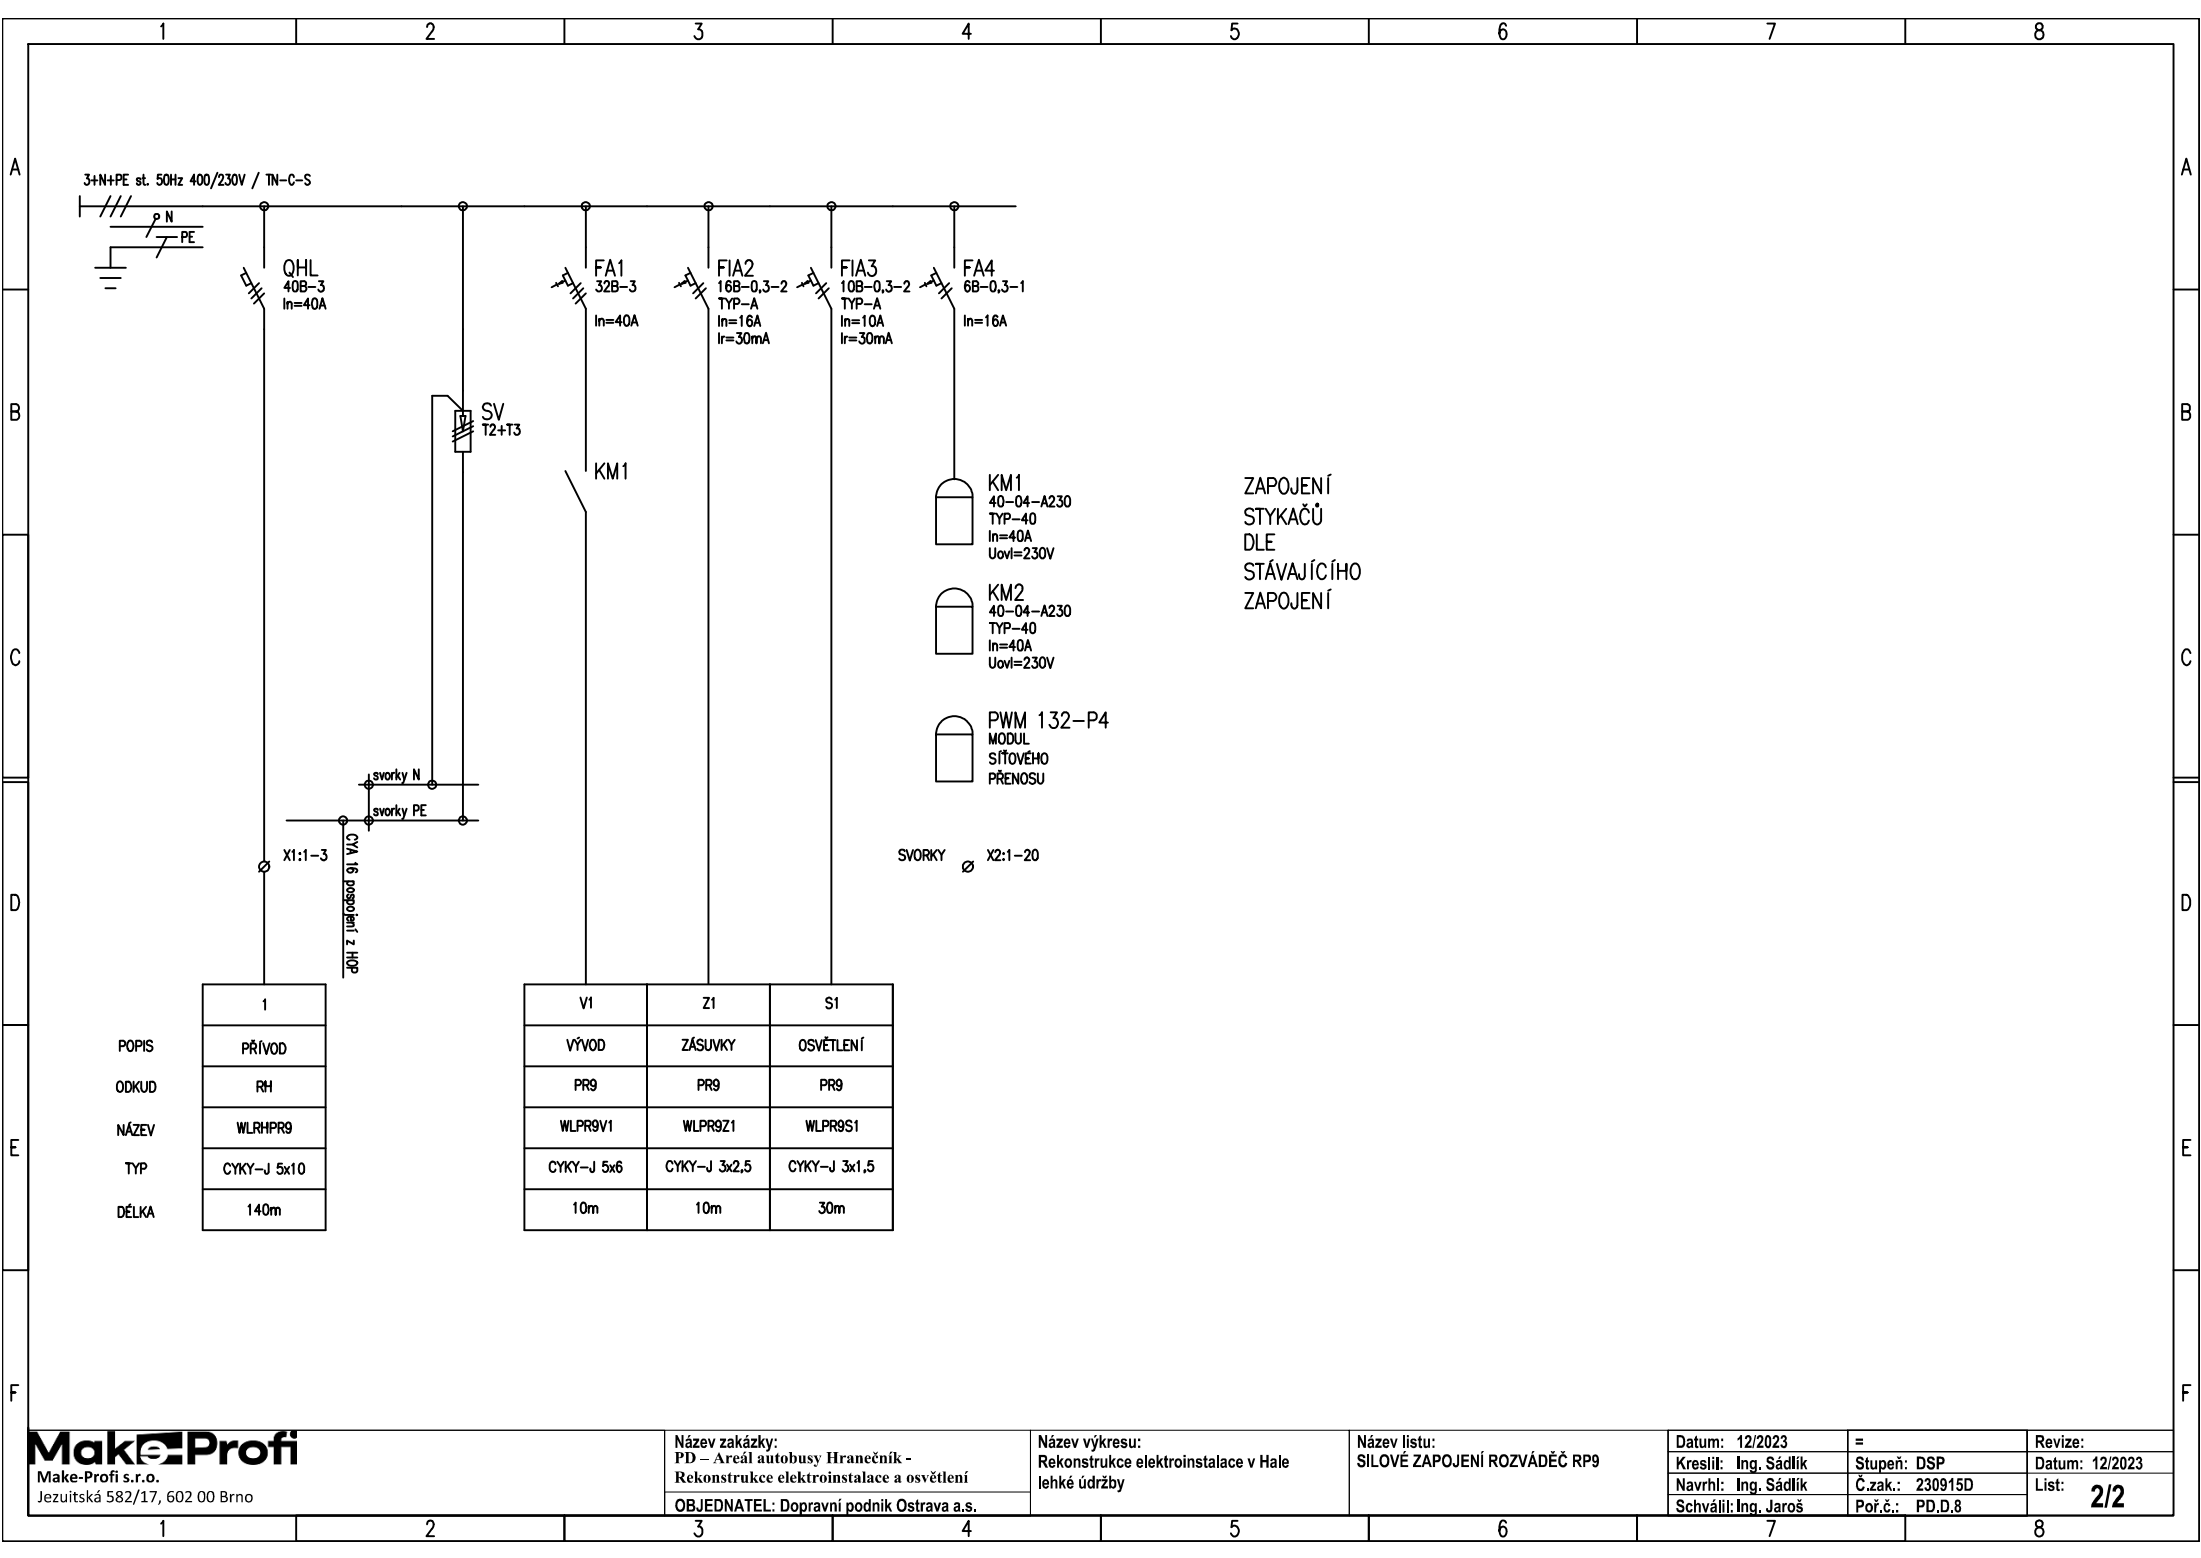 1 2 3 4 5 6 7 8
A A
B B
C C
D D
E E
F F
3+N+PE st. 50Hz 400/230V / TN-C-S
N
PE
QHL
40B-3
In=40A
FA1
32B-3
In=40A
FIA2
16B-0,3-2
TYP-A
In=16A
Ir=30mA
FIA3
10B-0,3-2
TYP-A
In=10A
Ir=30mA
FA4
6B-0,3-1
In=16A
SV
T2+T3
KM1
KM1
40-04-A230
TYP-40
In=40A
Uovl=230V
KM2
40-04-A230
TYP-40
In=40A
Uovl=230V
PWM 132-P4
MODUL
SÍŤOVÉHO
PŘENOSU
ZAPOJENÍ
STYKAČŮ
DLE
STÁVAJÍCÍHO
ZAPOJENÍ
svorky N
svorky PE
X1:1-3
CYA 16 pospojení z HOP
SVORKY X2:1-20
1 V1 Z1 S1
POPIS PŘÍVOD VÝVOD ZÁSUVKY OSVĚTLENÍ
ODKUD RH PR9 PR9 PR9
NÁZEV WLRHPR9 WLPR9V1 WLPR9Z1 WLPR9S1
TYP CYKY-J 5x10 CYKY-J 5x6 CYKY-J 3x2,5 CYKY-J 3x1,5
DÉLKA 140m 10m 10m 30m
Make-Profi
Make-Profi s.r.o.
Jezuitská 582/17, 602 00 Brno
Název zakázky:
PD – Areál autobusy Hranečník -
Rekonstrukce elektroinstalace a osvětlení
OBJEDNATEL: Dopravní podnik Ostrava a.s.
Název výkresu:
Rekonstrukce elektroinstalace v Hale
lehké údržby
Název listu:
SILOVÉ ZAPOJENÍ ROZVÁDĚČ RP9
Datum: 12/2023 = Revize:
Kreslil: Ing. Sádlík Stupeň: DSP Datum: 12/2023
Navrhl: Ing. Sádlík Č.zak.: 230915D List: 2/2
Schválil: Ing. Jaroš Poř.č.: PD.D.8
1 2 3 4 5 6 7 8